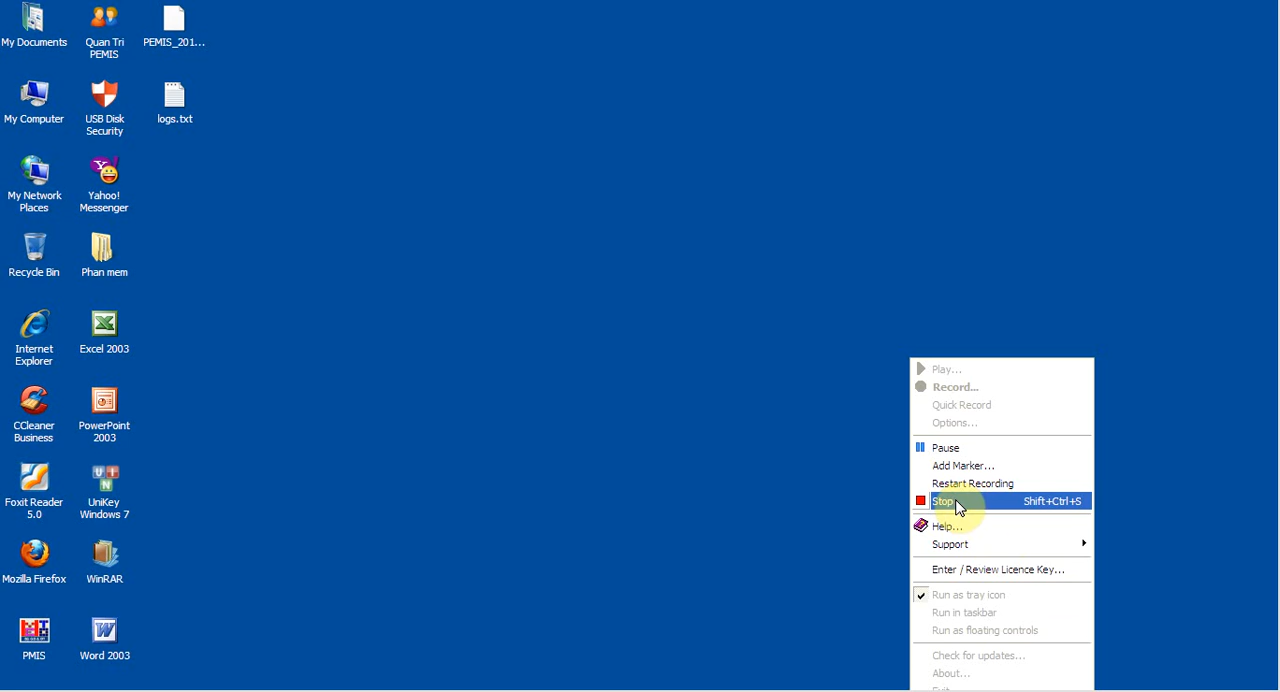 My Documents
Quan Tri
PEMIS
PEMIS_201...
My Computer
USB Disk
Security
logs.txt
My Network
Places
Yahoo!
Messenger
Recycle Bin
Phan mem
Internet
Explorer
Excel 2003
CCleaner
Business
PowerPoint
2003
Foxit Reader
5.0
UniKey
Windows 7
Mozilla Firefox
WinRAR
PMIS
Word 2003
Play...
Record...
Quick Record
Options...
Pause
Add Marker...
Restart Recording
Stop Shift+Ctrl+S
Help...
Support
Enter / Review Licence Key...
Run as tray icon
Run in taskbar
Run as floating controls
Check for updates...
About...